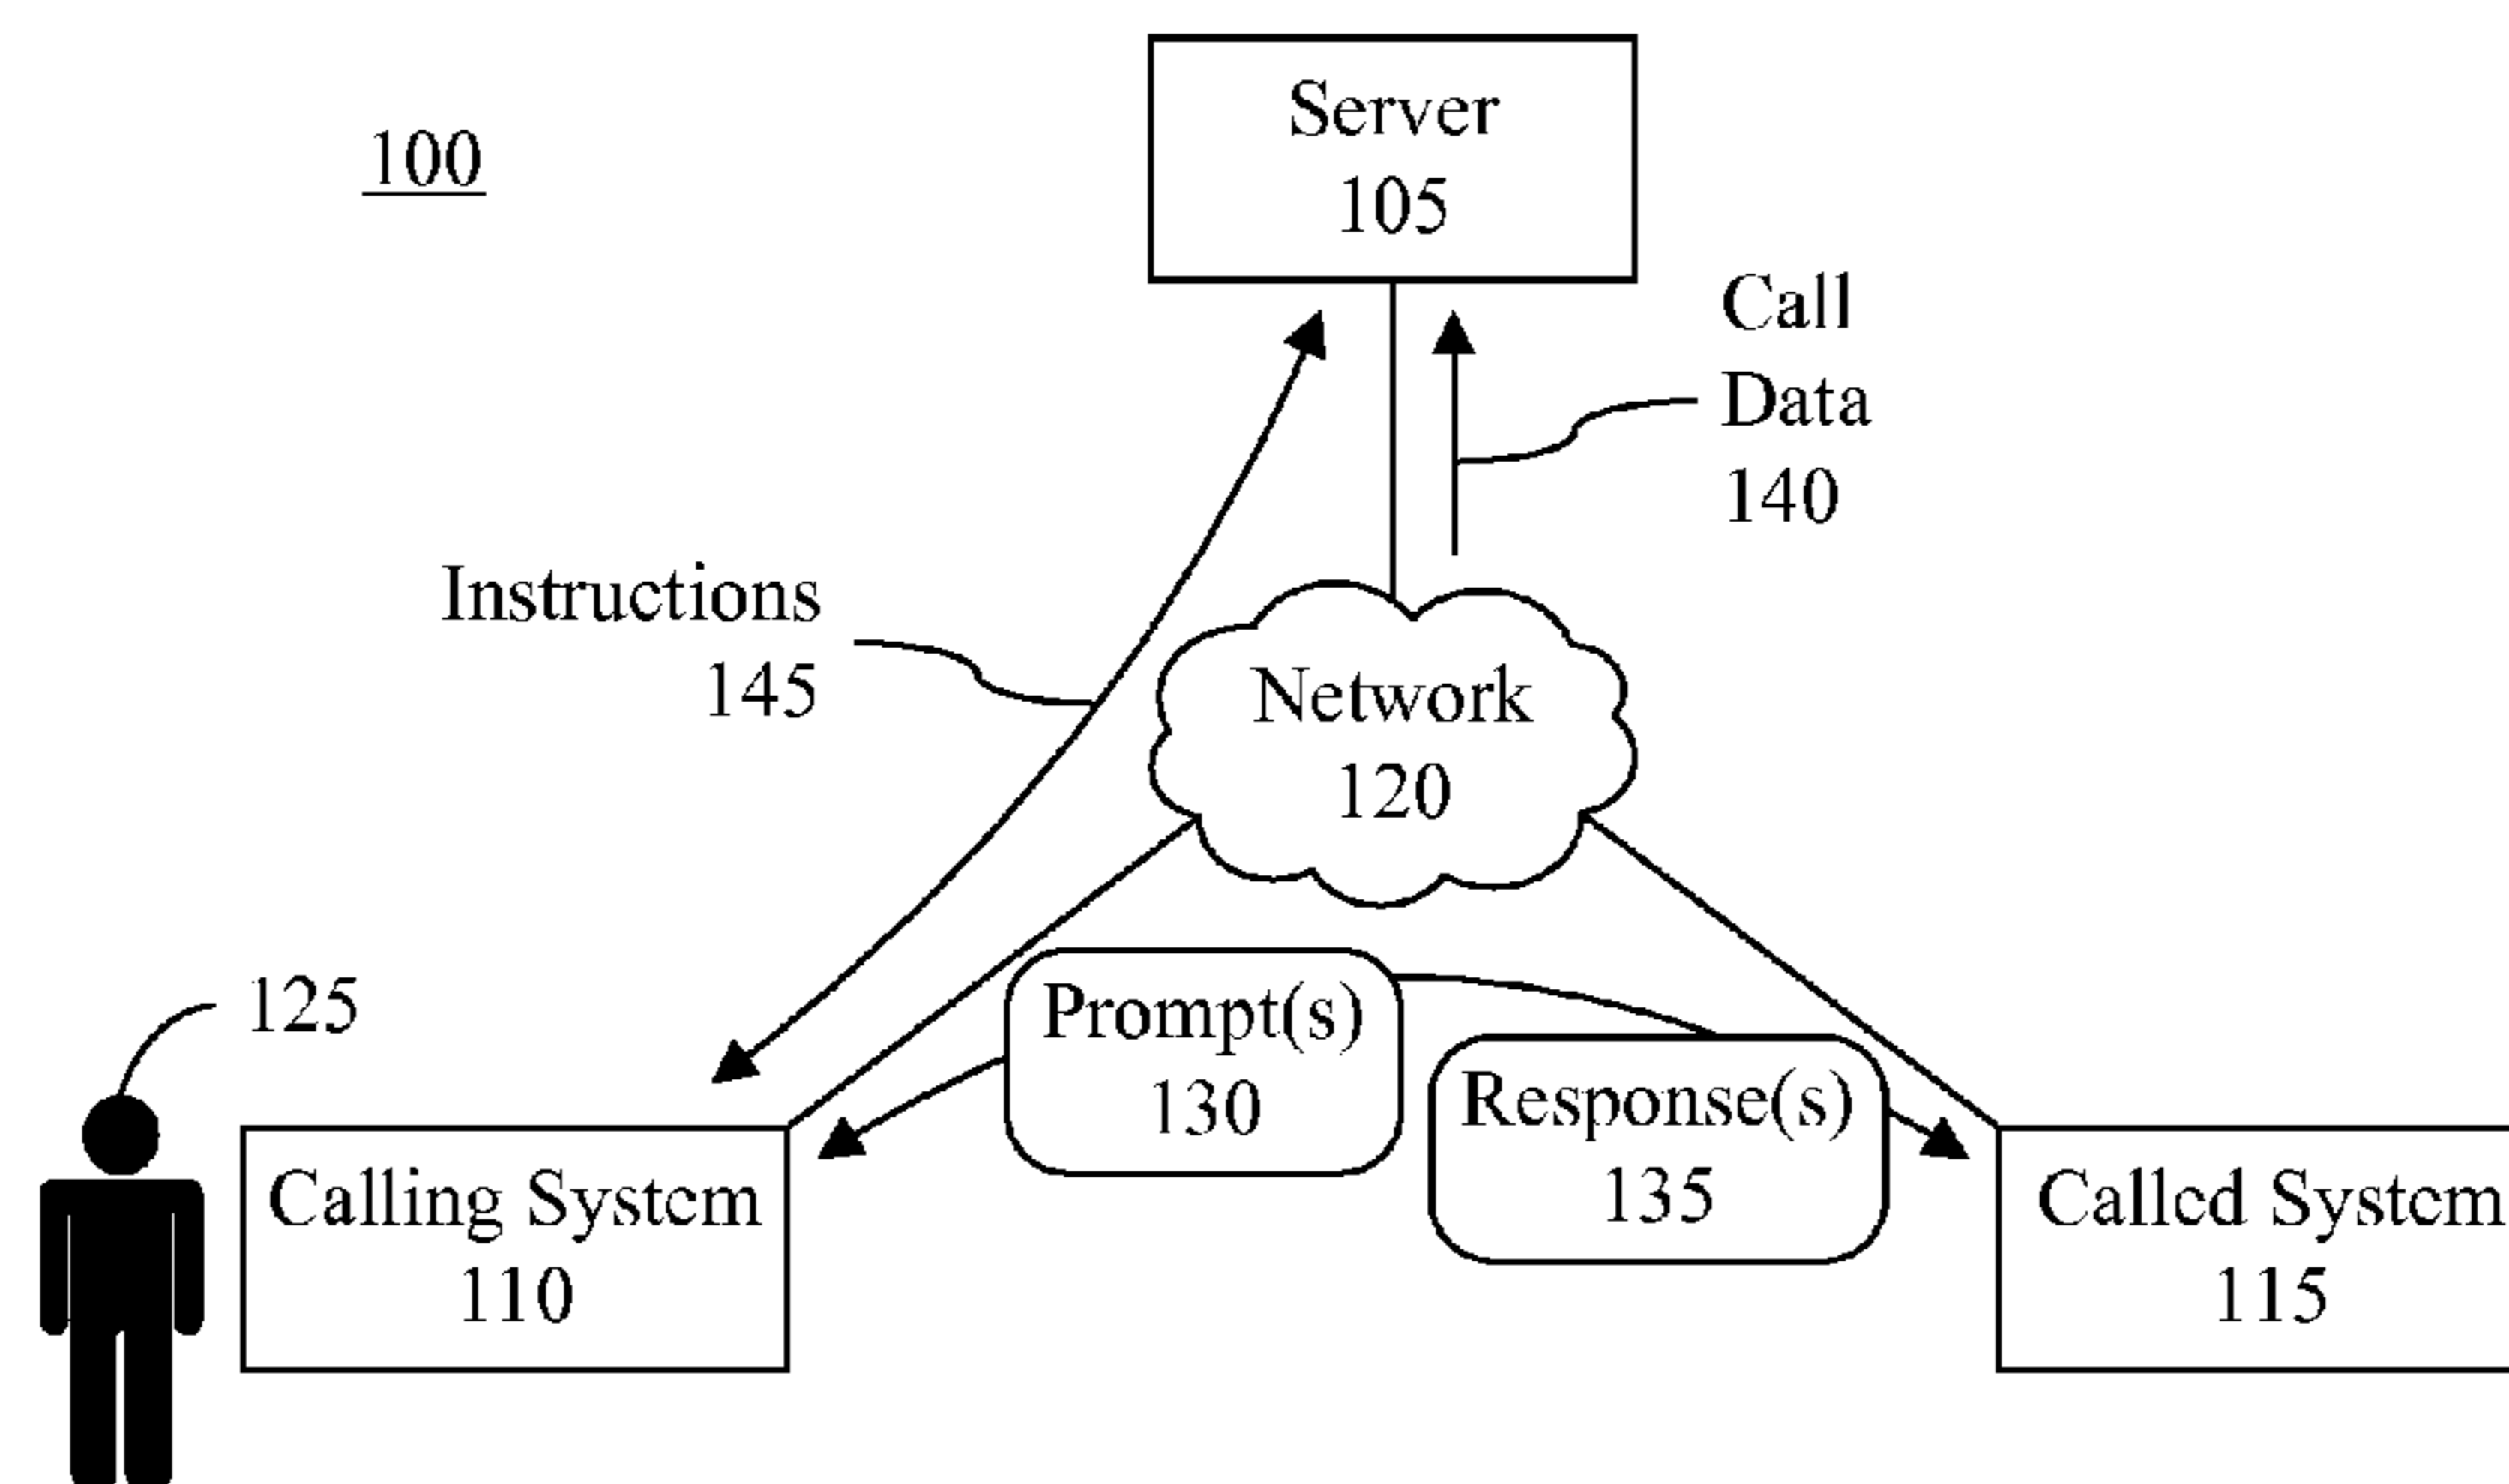 100
Server
105
Call
Data
140
Instructions
145
Network
120
125
Prompt(s)
130
Response(s)
135
Calling System
110
Called System
115